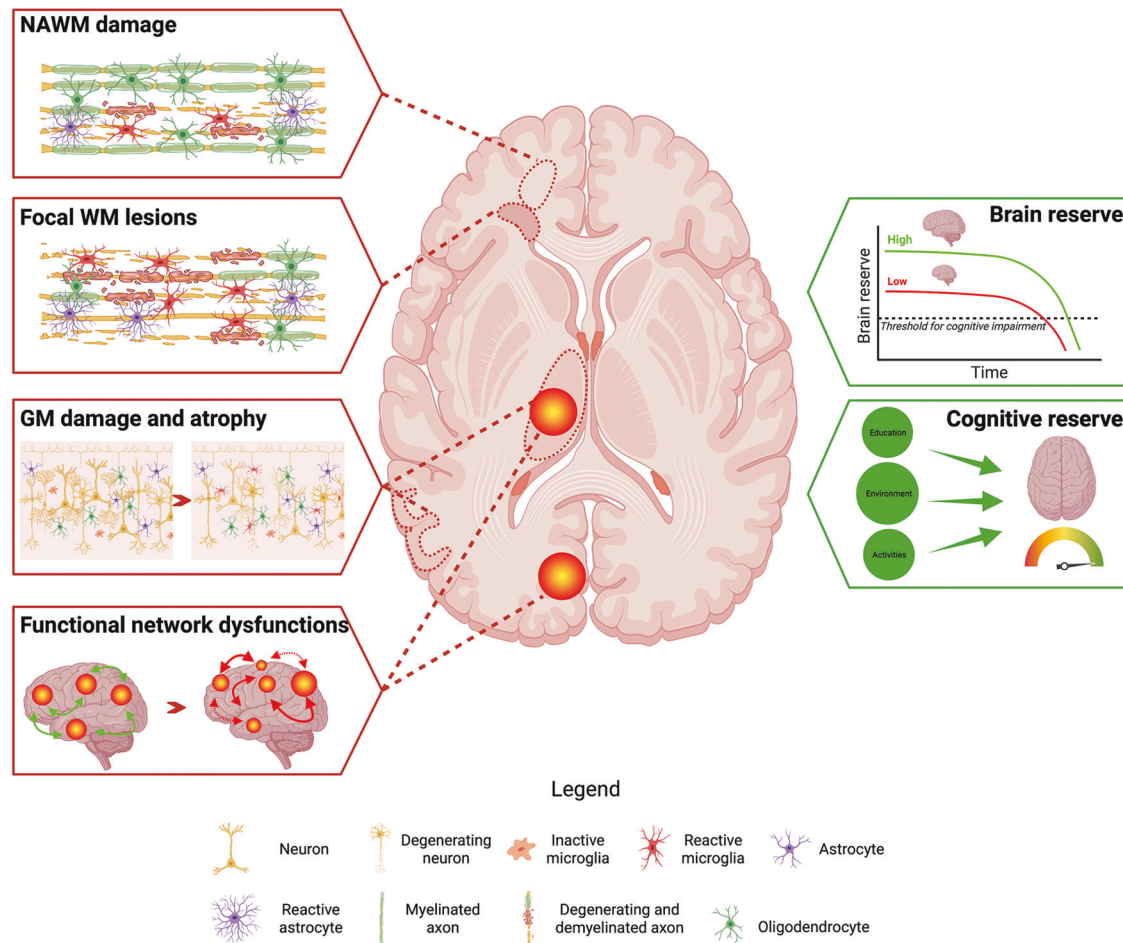 NAWM damage
Focal WM lesions
GM damage and atrophy
Functional network dysfunctions
Brain reserve
High
Low
Threshold for cognitive impairment
Brain reserve
Time
Cognitive reserve
Education
Environment
Activities
Legend
Neuron
Degenerating
neuron
Inactive
microglia
Reactive
microglia
Astrocyte
Reactive
astrocyte
Myelinated
axon
Degenerating and
demyelinated axon
Oligodendrocyte